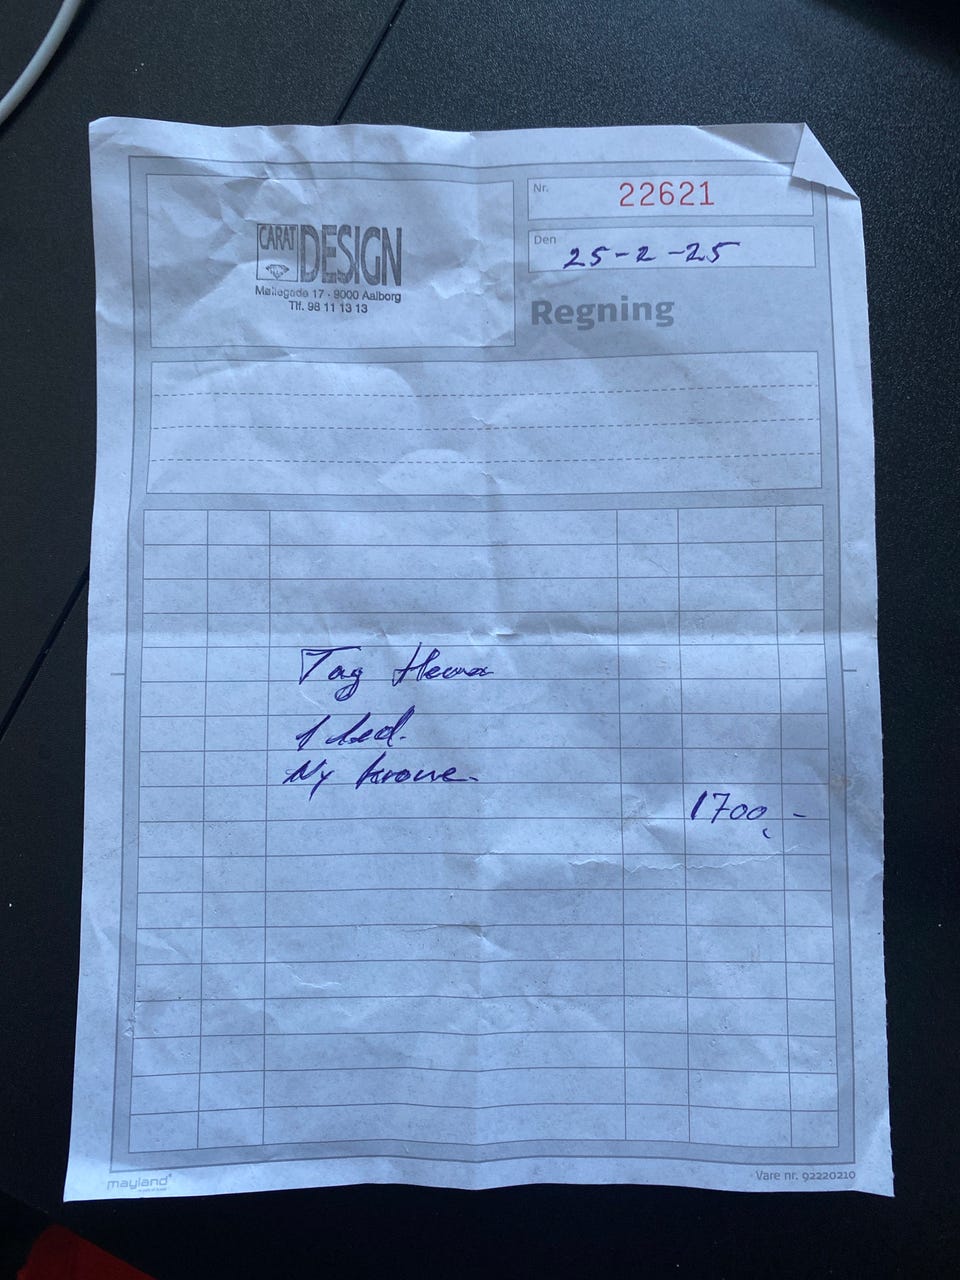 Nr. 22621
CARAT DESIGN
Møllegade 17 - 9000 Aalborg
Tlf. 98 11 13 13
Den 25-2-25
Regning
Tag Heuer
1 led.
Ny krone.
1700,-
mayland
Vare nr. 92220210